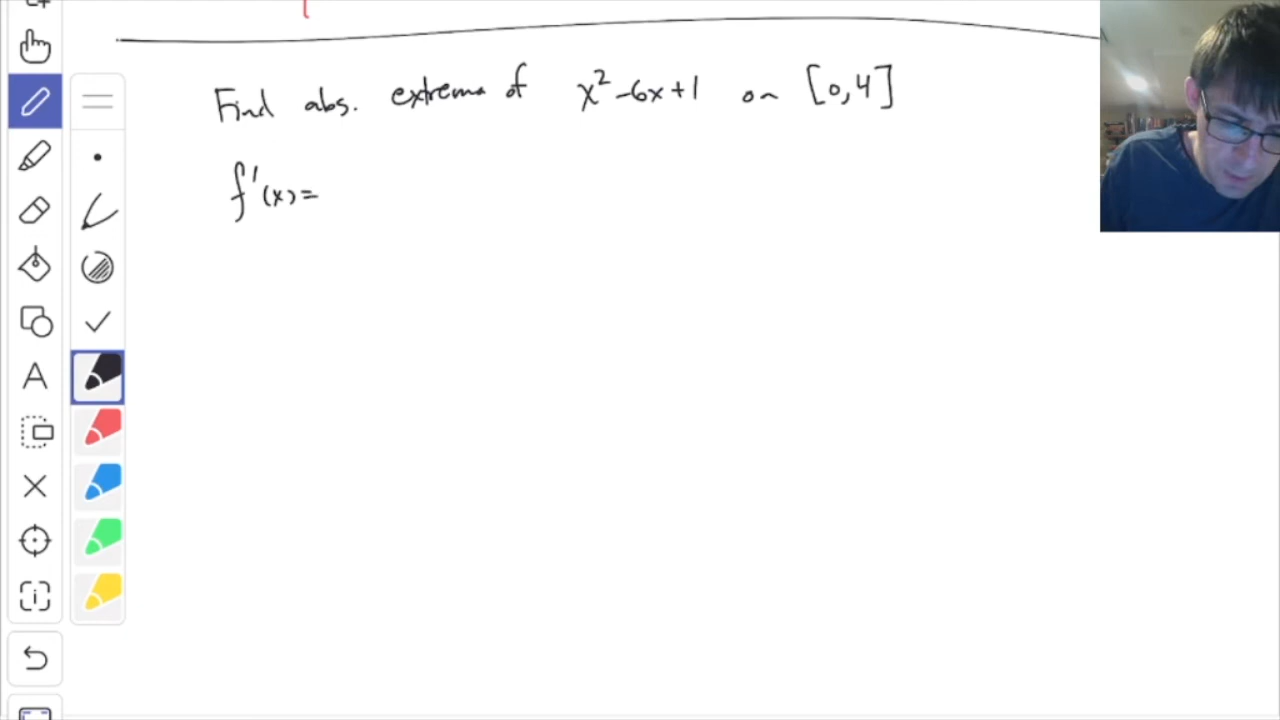 Find abs. extrema of x²-6x+1 on [0,4]
f'(x)=
A